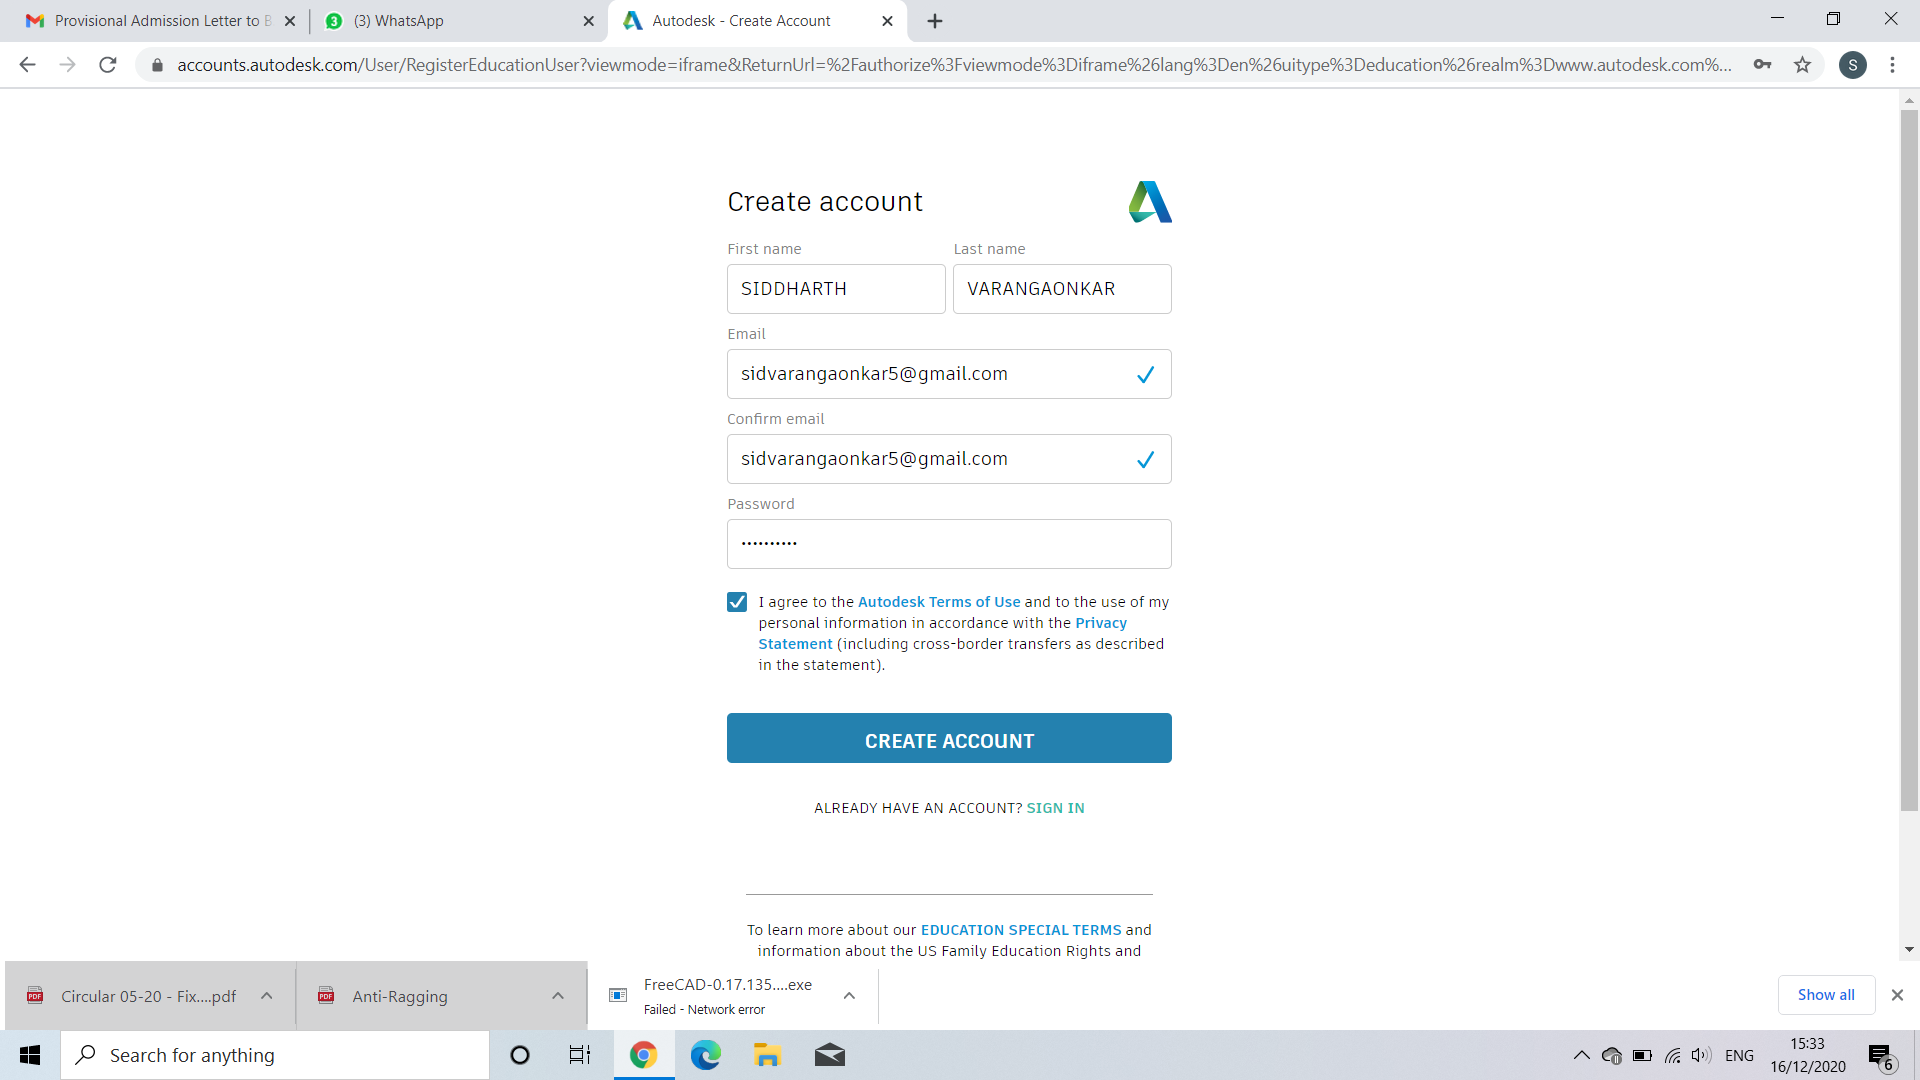 Provisional Admission Letter to B
(3) WhatsApp
Autodesk - Create Account
accounts.autodesk.com/User/RegisterEducationUser?viewmode=iframe&ReturnUrl=%2Fauthorize%3Fviewmode%3Diframe%26lang%3Den%26uitype%3Deducation%26realm%3Dwww.autodesk.com%...
S
Create account
First name
Last name
SIDDHARTH
VARANGAONKAR
Email
sidvarangaonkar5@gmail.com
Confirm email
sidvarangaonkar5@gmail.com
Password
••••••••••
I agree to the Autodesk Terms of Use and to the use of my
personal information in accordance with the Privacy
Statement (including cross-border transfers as described
in the statement).
CREATE ACCOUNT
ALREADY HAVE AN ACCOUNT? SIGN IN
To learn more about our EDUCATION SPECIAL TERMS and
information about the US Family Education Rights and
Circular 05-20 - Fix....pdf
Anti-Ragging
FreeCAD-0.17.135....exe
Failed - Network error
Show all
Search for anything
ENG
15:33
16/12/2020
6